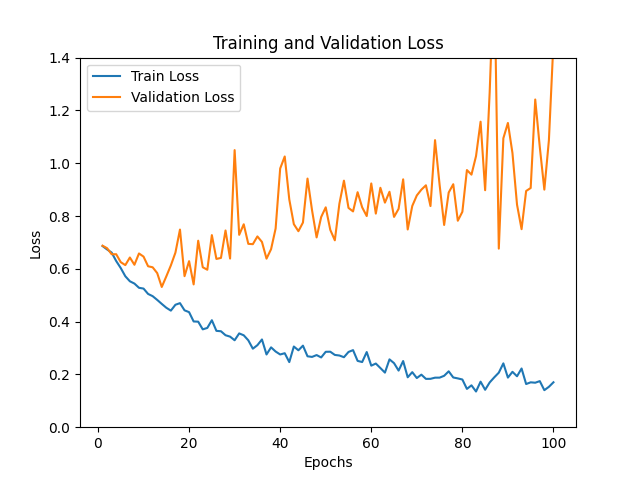 Training and Validation Loss
Train Loss
Validation Loss
1.4
1.2
1.0
0.8
0.6
0.4
0.2
0.0
Loss
0 20 40 60 80 100
Epochs